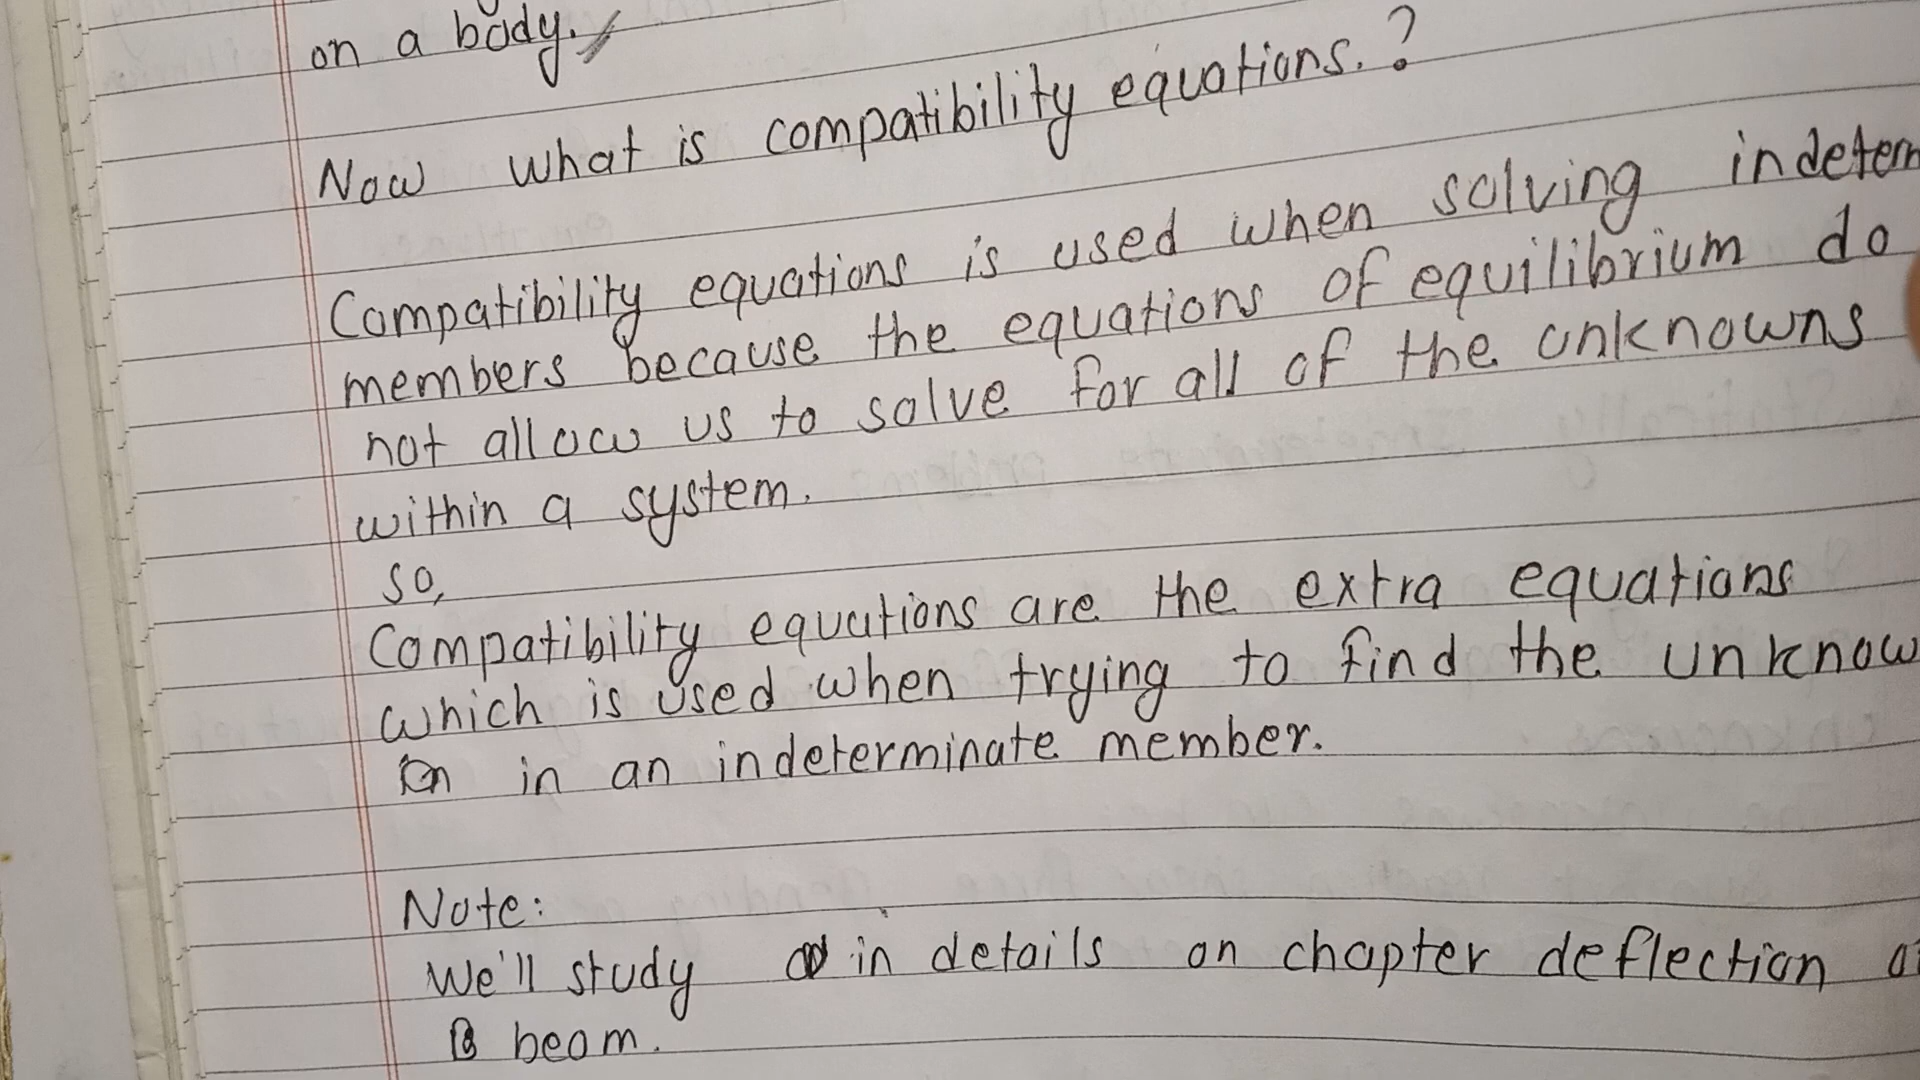 on a body.
Now what is compatibility equations.?
Compatibility equations is used when solving indeterm
members because the equations of equilibrium do
not allow us to solve for all of the unknowns
within a system.
so,
Compatibility equations are the extra equations
which is used when trying to find the unknow
in an indeterminate member.
Note:
We'll study in details on chapter deflection
beam.